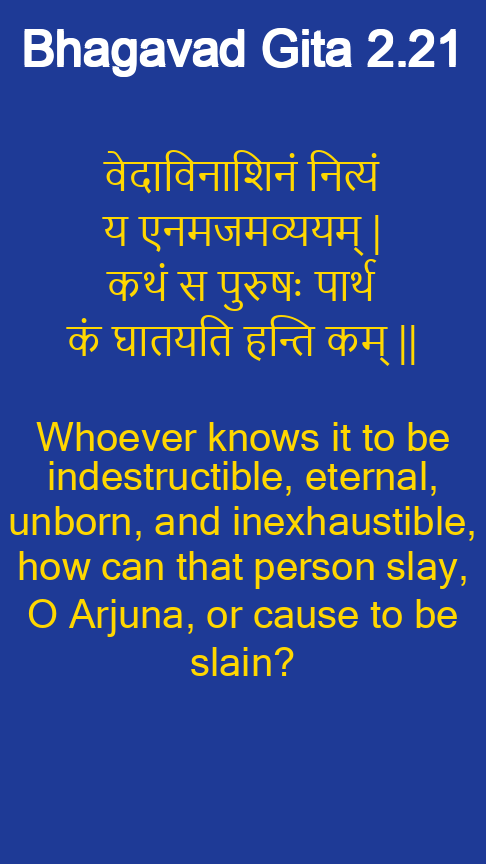 Bhagavad Gita 2.21
वेदाविनाशिनं नित्यं
य एनमजमव्ययम् |
कथं स पुरुषः पार्थ
कं घातयति हन्ति कम् ||
Whoever knows it to be
indestructible, eternal,
unborn, and inexhaustible,
how can that person slay,
O Arjuna, or cause to be
slain?